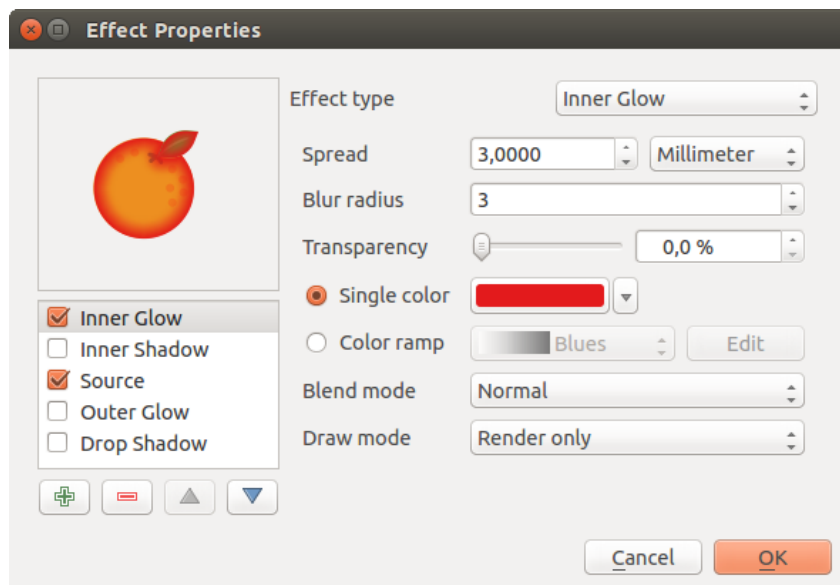 Effect Properties
Effect type Inner Glow
Spread 3,0000 Millimeter
Blur radius 3
Transparency 0,0 %
Single color
Color ramp Blues Edit
Blend mode Normal
Draw mode Render only
Inner Glow
Inner Shadow
Source
Outer Glow
Drop Shadow
Cancel OK